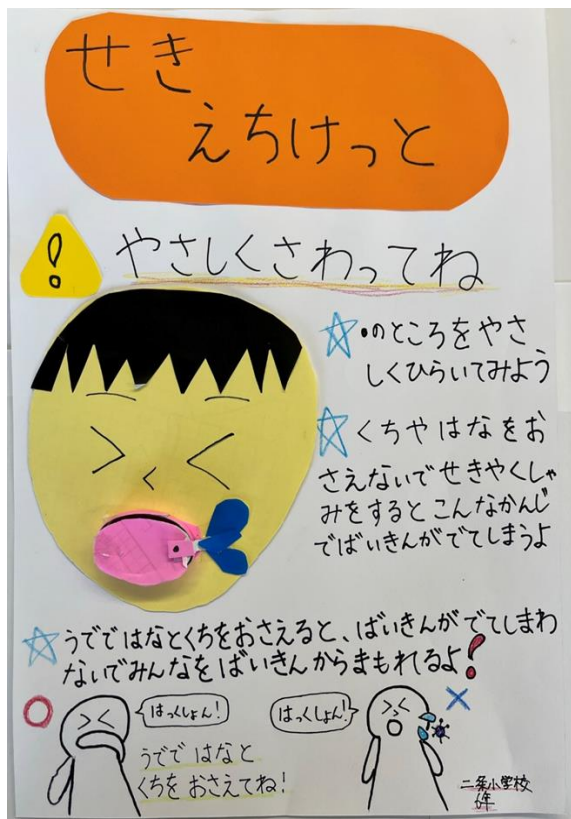 せき
えちけっと
!
やさしくさわってね
☆•のところをやさ
しくひらいてみよう
☆くちやはなをお
さえないでせきやくしゃ
みをするとこんなかんじ
でばいきんがでてしまうよ
☆うでではなとくちをおさえると、ばいきんがでてしまわ
ないでみんなをばいきんからまもれるよ!
はっくしょん!
うでで はなと
くちを おさえてね!
はっくしょん!
二条小学校
6年